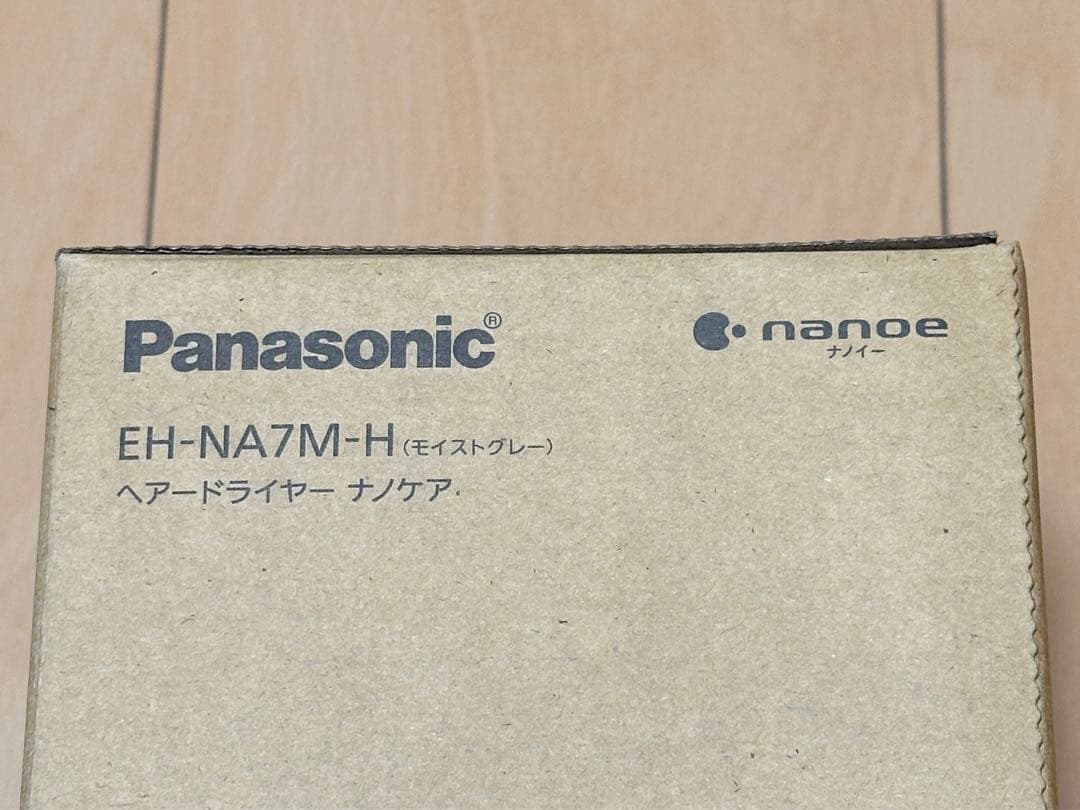 Panasonic®
nanoe
ナノイー
EH-NA7M-H（モイストグレー）
ヘアードライヤー ナノケア